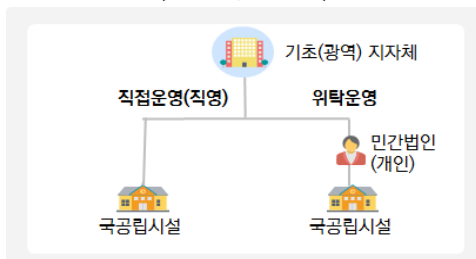 기초(광역) 지자체
직접운영(직영)
위탁운영
민간법인
(개인)
국공립시설
국공립시설